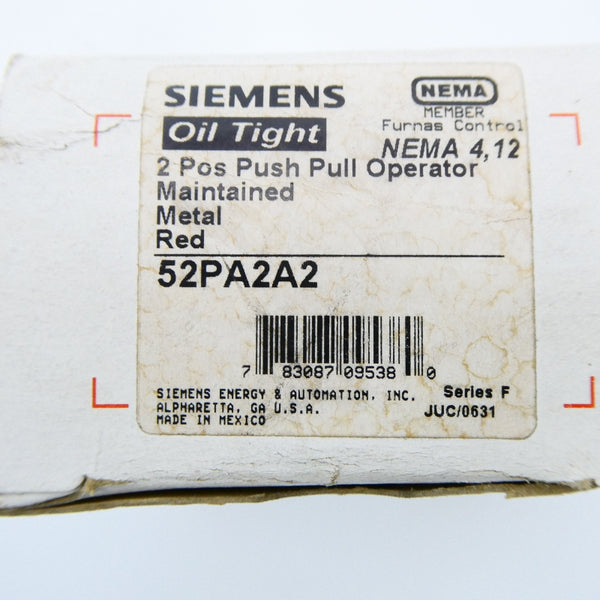 SIEMENS
NEMA
MEMBER
Furnas Control
Oil Tight
NEMA 4,12
2 Pos Push Pull Operator
Maintained
Metal
Red
52PA2A2
7 83087 09538 0
SIEMENS ENERGY & AUTOMATION, INC.
ALPHARETTA, GA U.S.A.
MADE IN MEXICO
Series F
JUC/0631